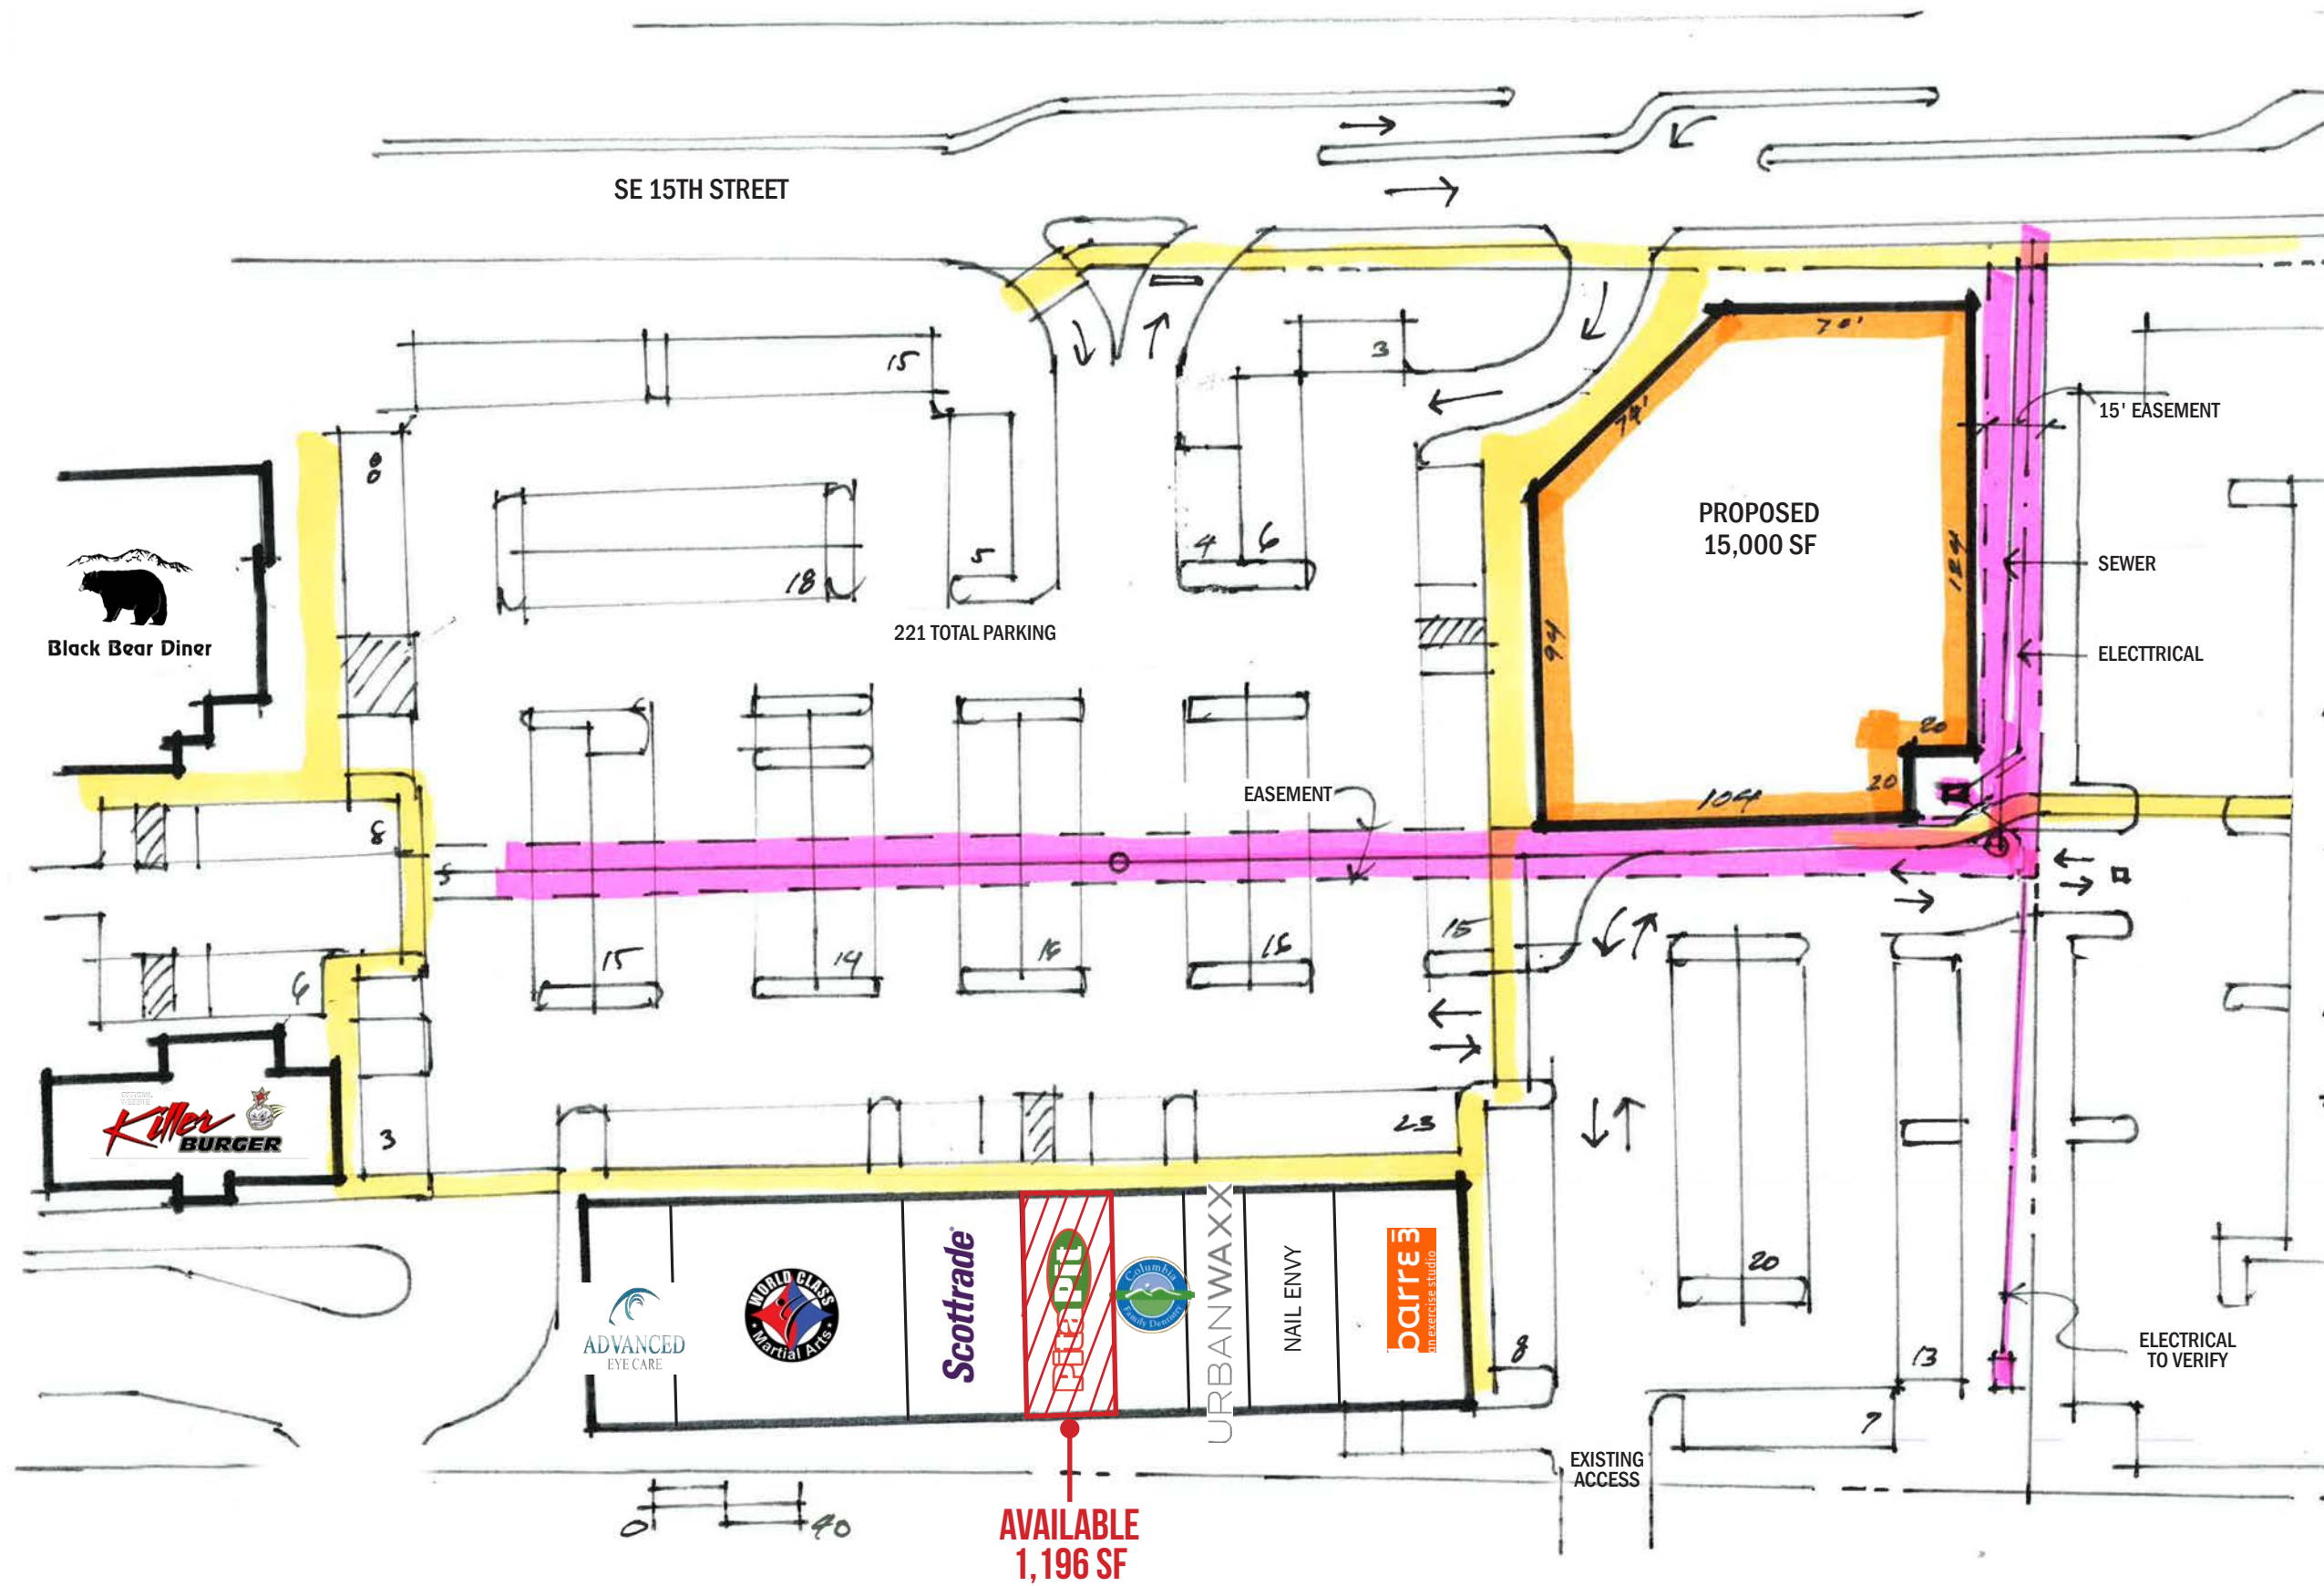 SE 15TH STREET
70'
15
3
79'
15' EASEMENT
8
PROPOSED
15,000 SF
SEWER
124
5
4
6
18
221 TOTAL PARKING
94
ELECTTRICAL
Black Bear Diner
20
20
EASEMENT
104
8
15
14
16
15
6
Killer
BURGER
3
23
ADVANCED
EYE CARE
WORLD CLASS
Martial Arts
Scottrade
Pita Pit
Columbia
Family Dentistry
URBANWAXX
NAIL ENVY
barre3
an exercise studio
8
20
13
7
ELECTRICAL
TO VERIFY
EXISTING
ACCESS
0
40
AVAILABLE
1,196 SF